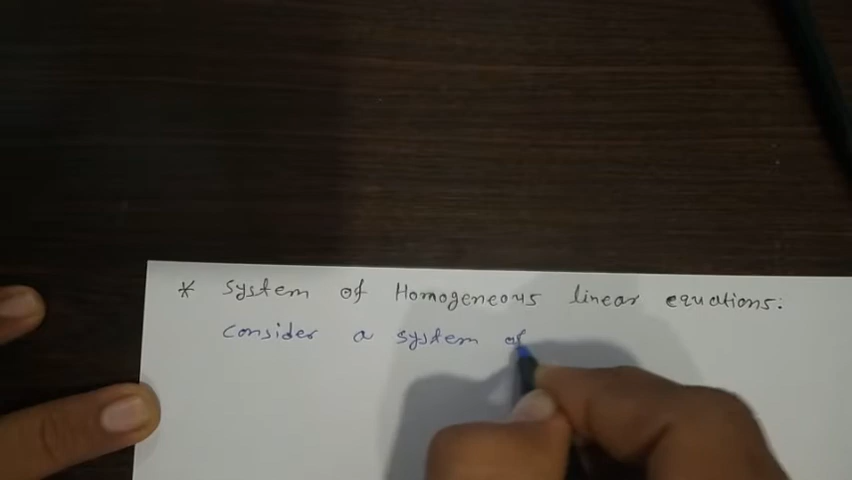 * System of Homogeneous linear equations:
Consider a system of